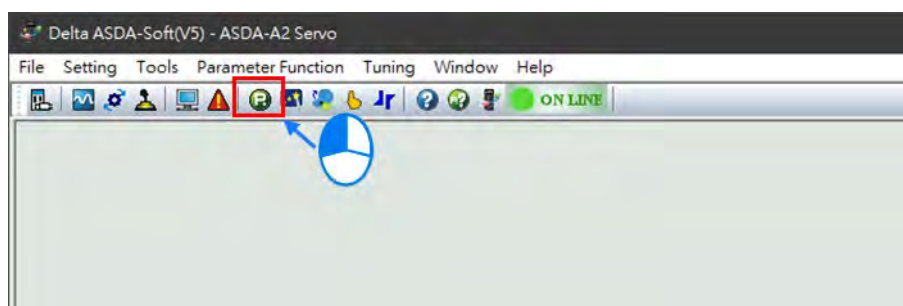 Delta ASDA-Soft(V5) - ASDA-A2 Servo
File Setting Tools Parameter Function Tuning Window Help
ON LINE